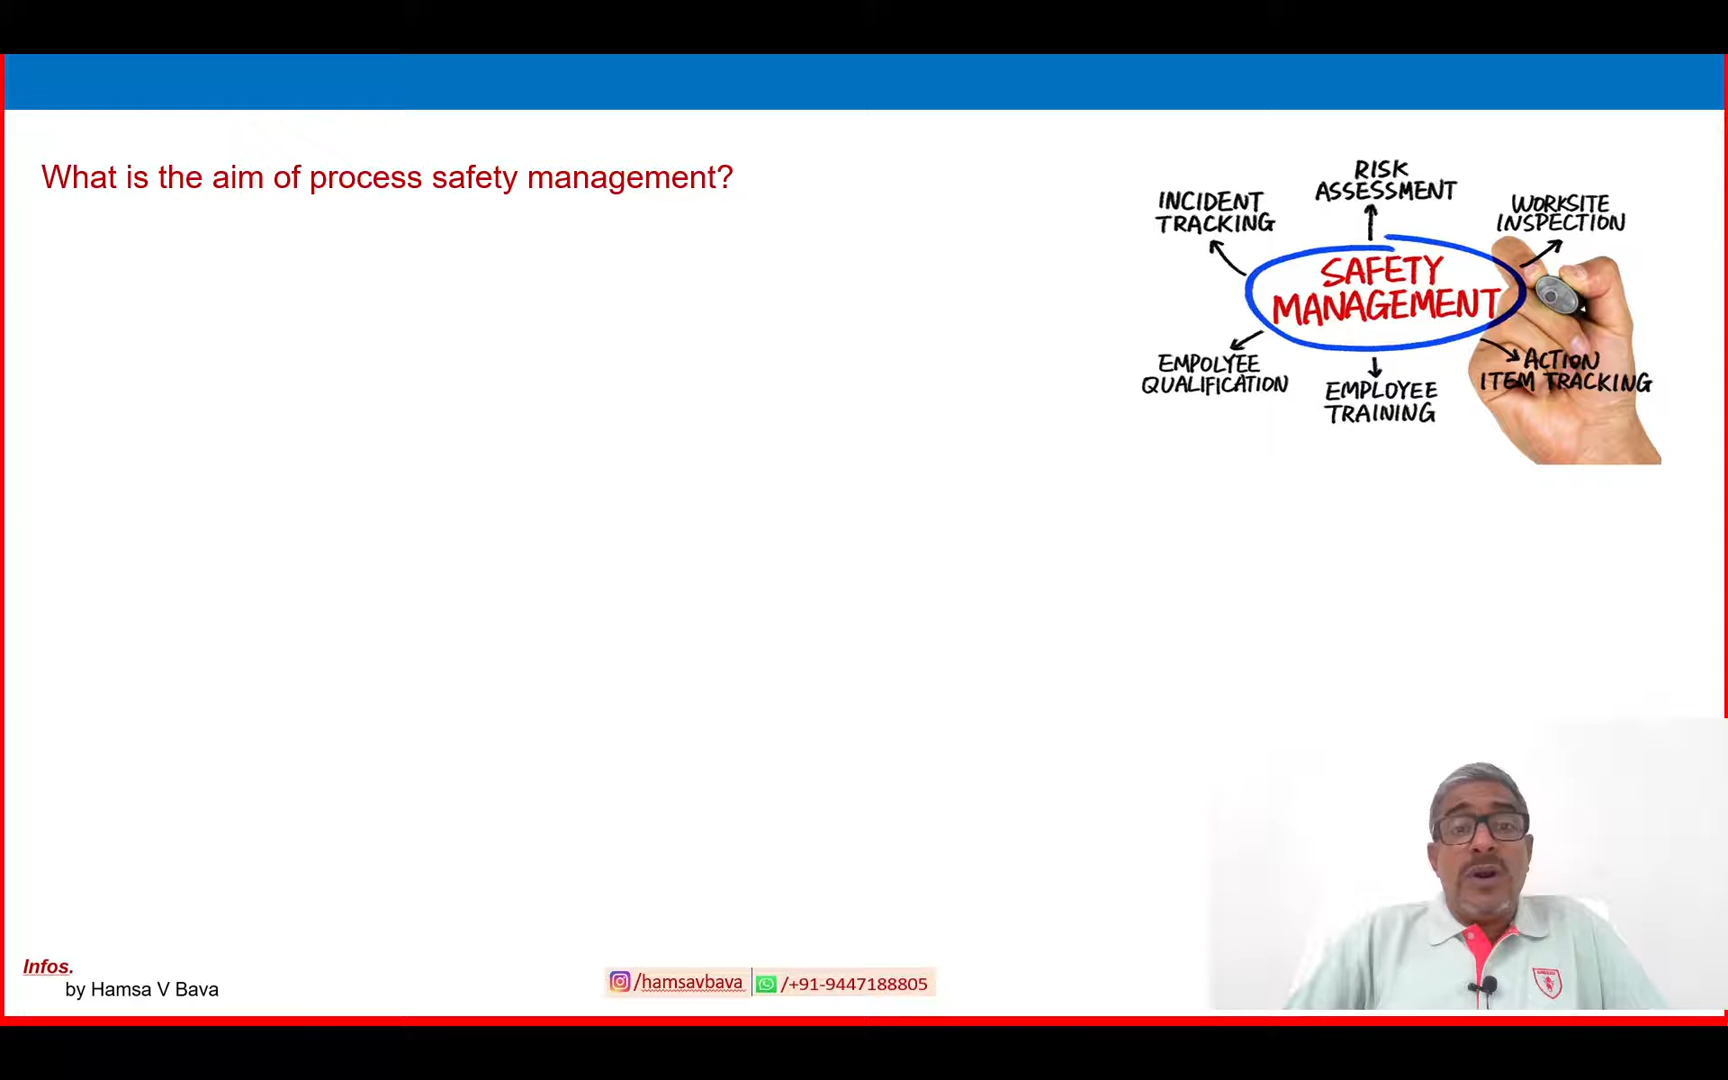 What is the aim of process safety management?
RISK
ASSESSMENT
INCIDENT
TRACKING
WORKSITE
INSPECTION
SAFETY
MANAGEMENT
EMPOLYEE
QUALIFICATION
EMPLOYEE
TRAINING
ACTION
ITEM TRACKING
Infos.
by Hamsa V Bava
/hamsavbava
/+91-9447188805